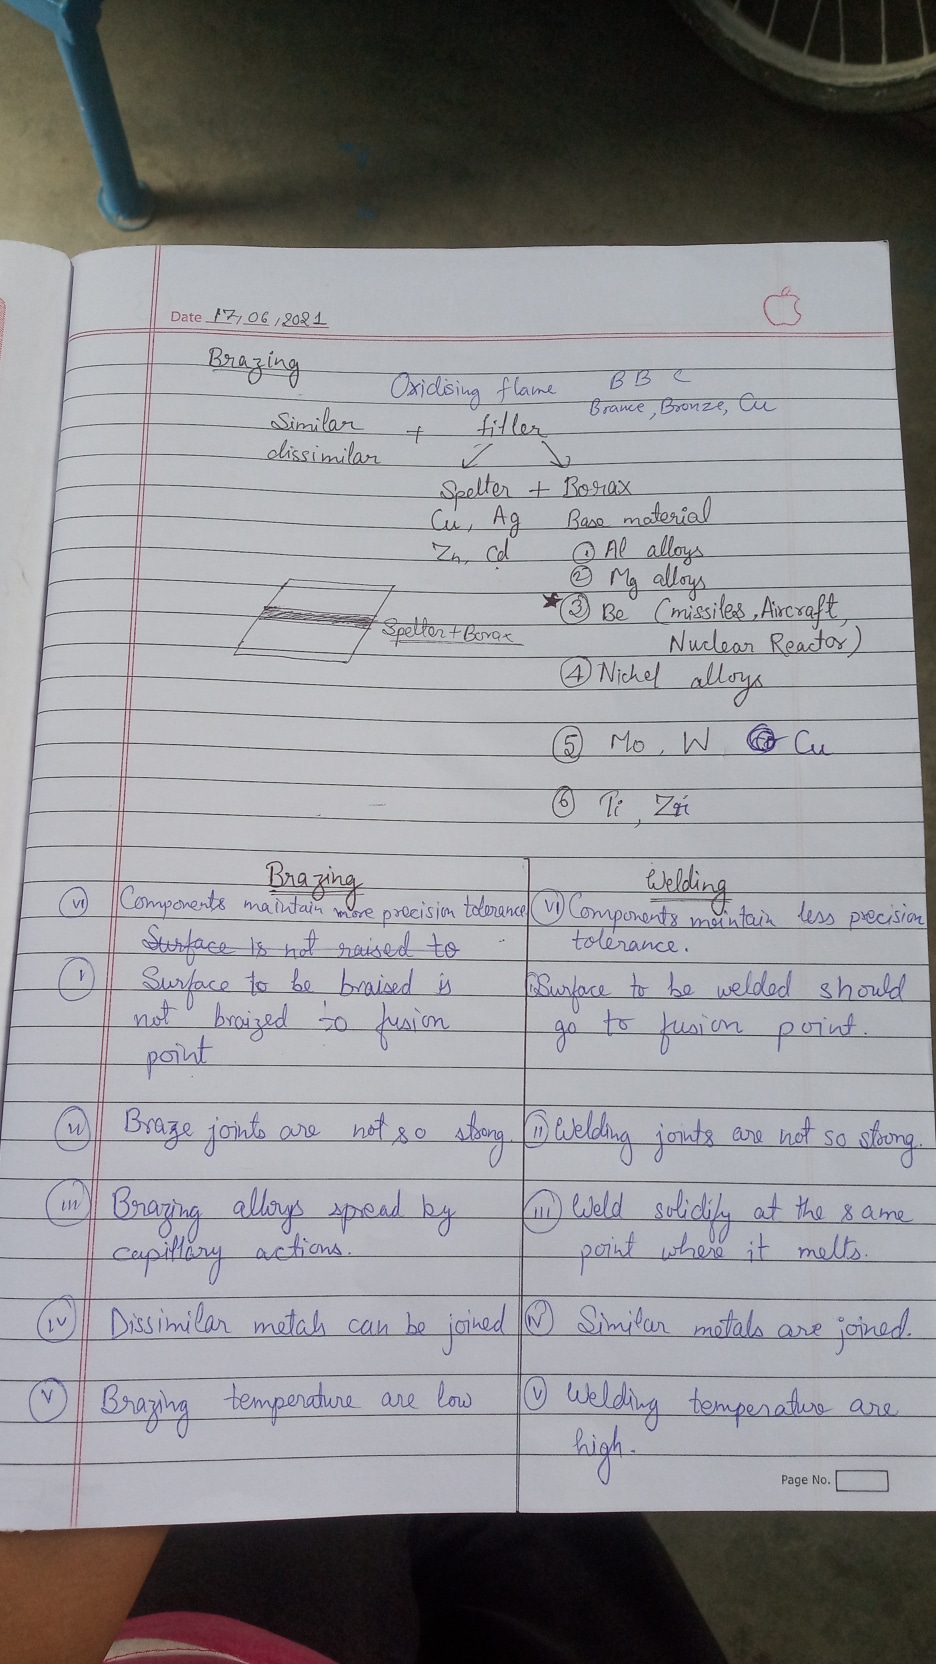 Date 17,06,2021
Brazing
Oxidising flame B B C
Brance, Bronze, Cu
Similar + filler
dissimilar
Spelter + Borax
Cu, Ag Base material
Zn, Cd ① Al alloys
② Mg alloys
★③ Be (missiles, Aircraft,
Spelter+Borax Nuclear Reactor)
④ Nichel alloys
⑤ Mo, W Cu
⑥ Ti,
Brazing Welding
(vi) Components maintain more precision tolerance (vi) Components maintain less precision
Surface is not raised to tolerance.
(i) Surface to be braised is (i) Surface to be welded should
not braized to fusion go to fusion point.
point
(ii) Braze joints are not so strong. (ii) Welding joints are not so strong.
(iii) Brazing alloys spread by (iii) Weld solidify at the same
capillary actions. point where it melts.
(iv) Dissimilar metals can be joined (iv) Similar metals are joined.
(v) Brazing temperature are low (v) Welding temperature are
high.
Page No.